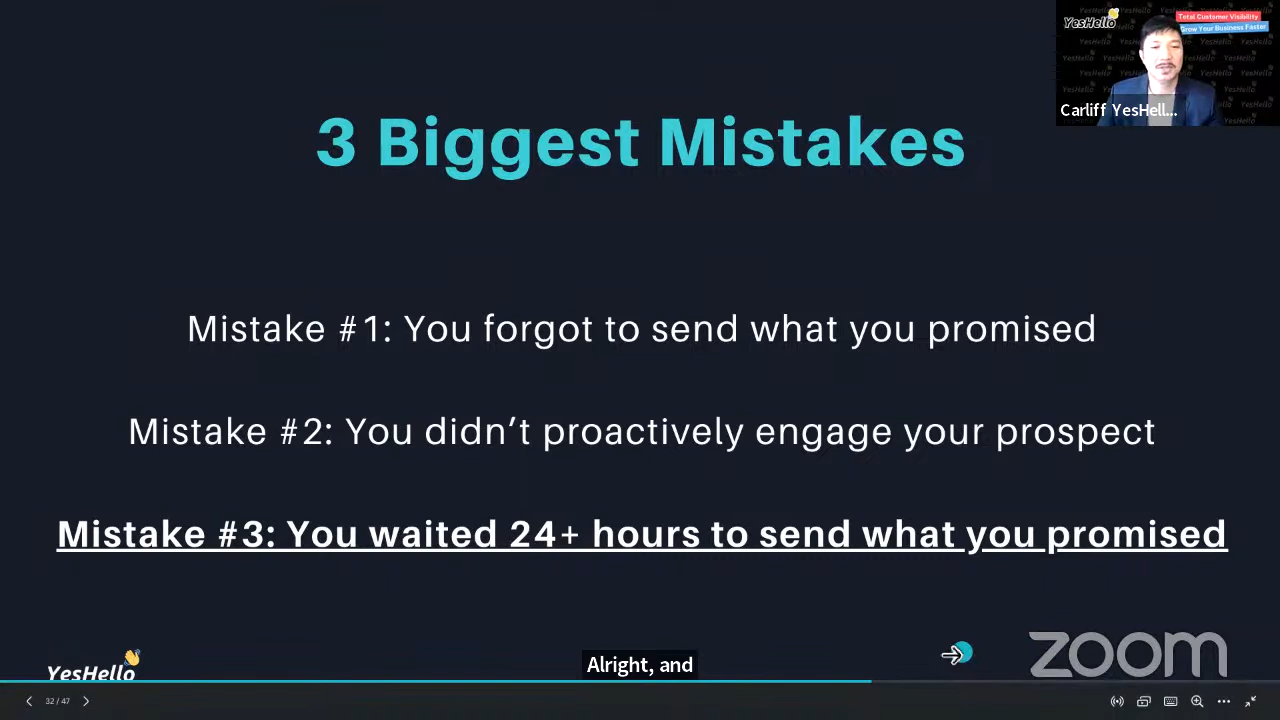 YesHello
Total Customer Visibility
Grow Your Business Faster
Carliff YesHell...
3 Biggest Mistakes
Mistake #1: You forgot to send what you promised
Mistake #2: You didn’t proactively engage your prospect
Mistake #3: You waited 24+ hours to send what you promised
YesHello
Alright, and
zoom
32 / 47